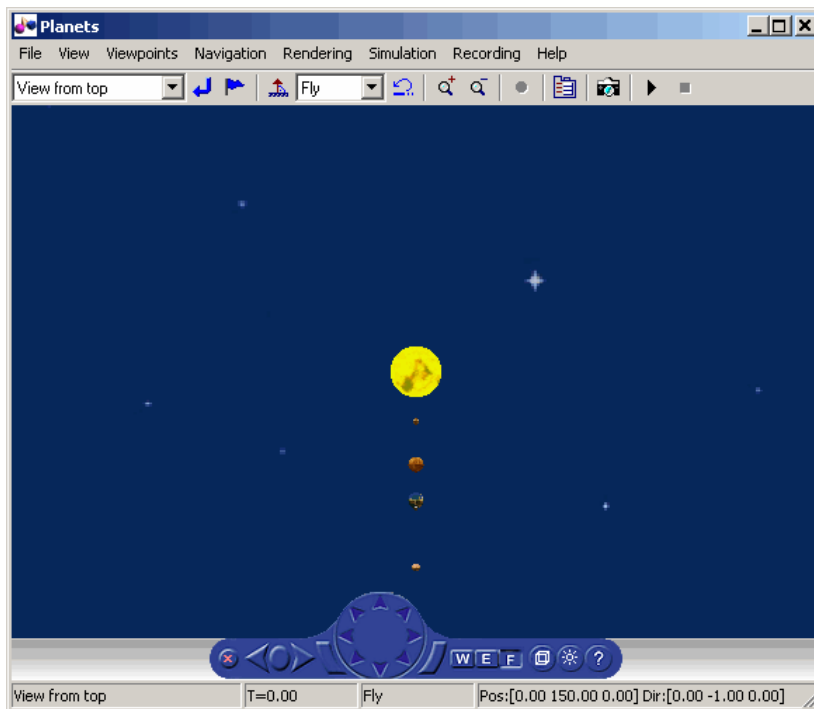 Planets
File View Viewpoints Navigation Rendering Simulation Recording Help
View from top Fly
W E F ?
View from top T=0.00 Fly Pos:[0.00 150.00 0.00] Dir:[0.00 -1.00 0.00]